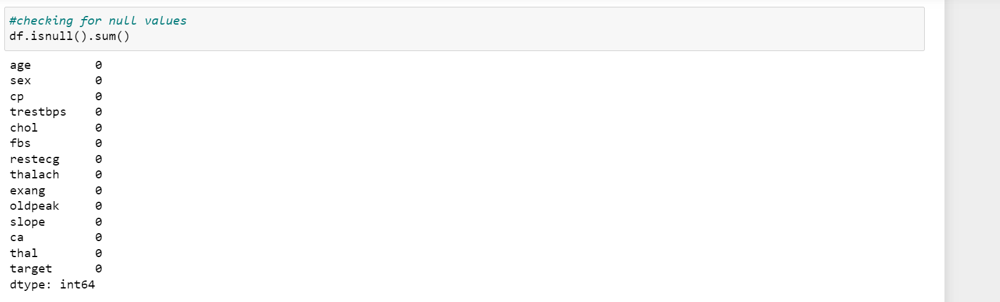 #checking for null values
df.isnull().sum()
age 0
sex 0
cp 0
trestbps 0
chol 0
fbs 0
restecg 0
thalach 0
exang 0
oldpeak 0
slope 0
ca 0
thal 0
target 0
dtype: int64